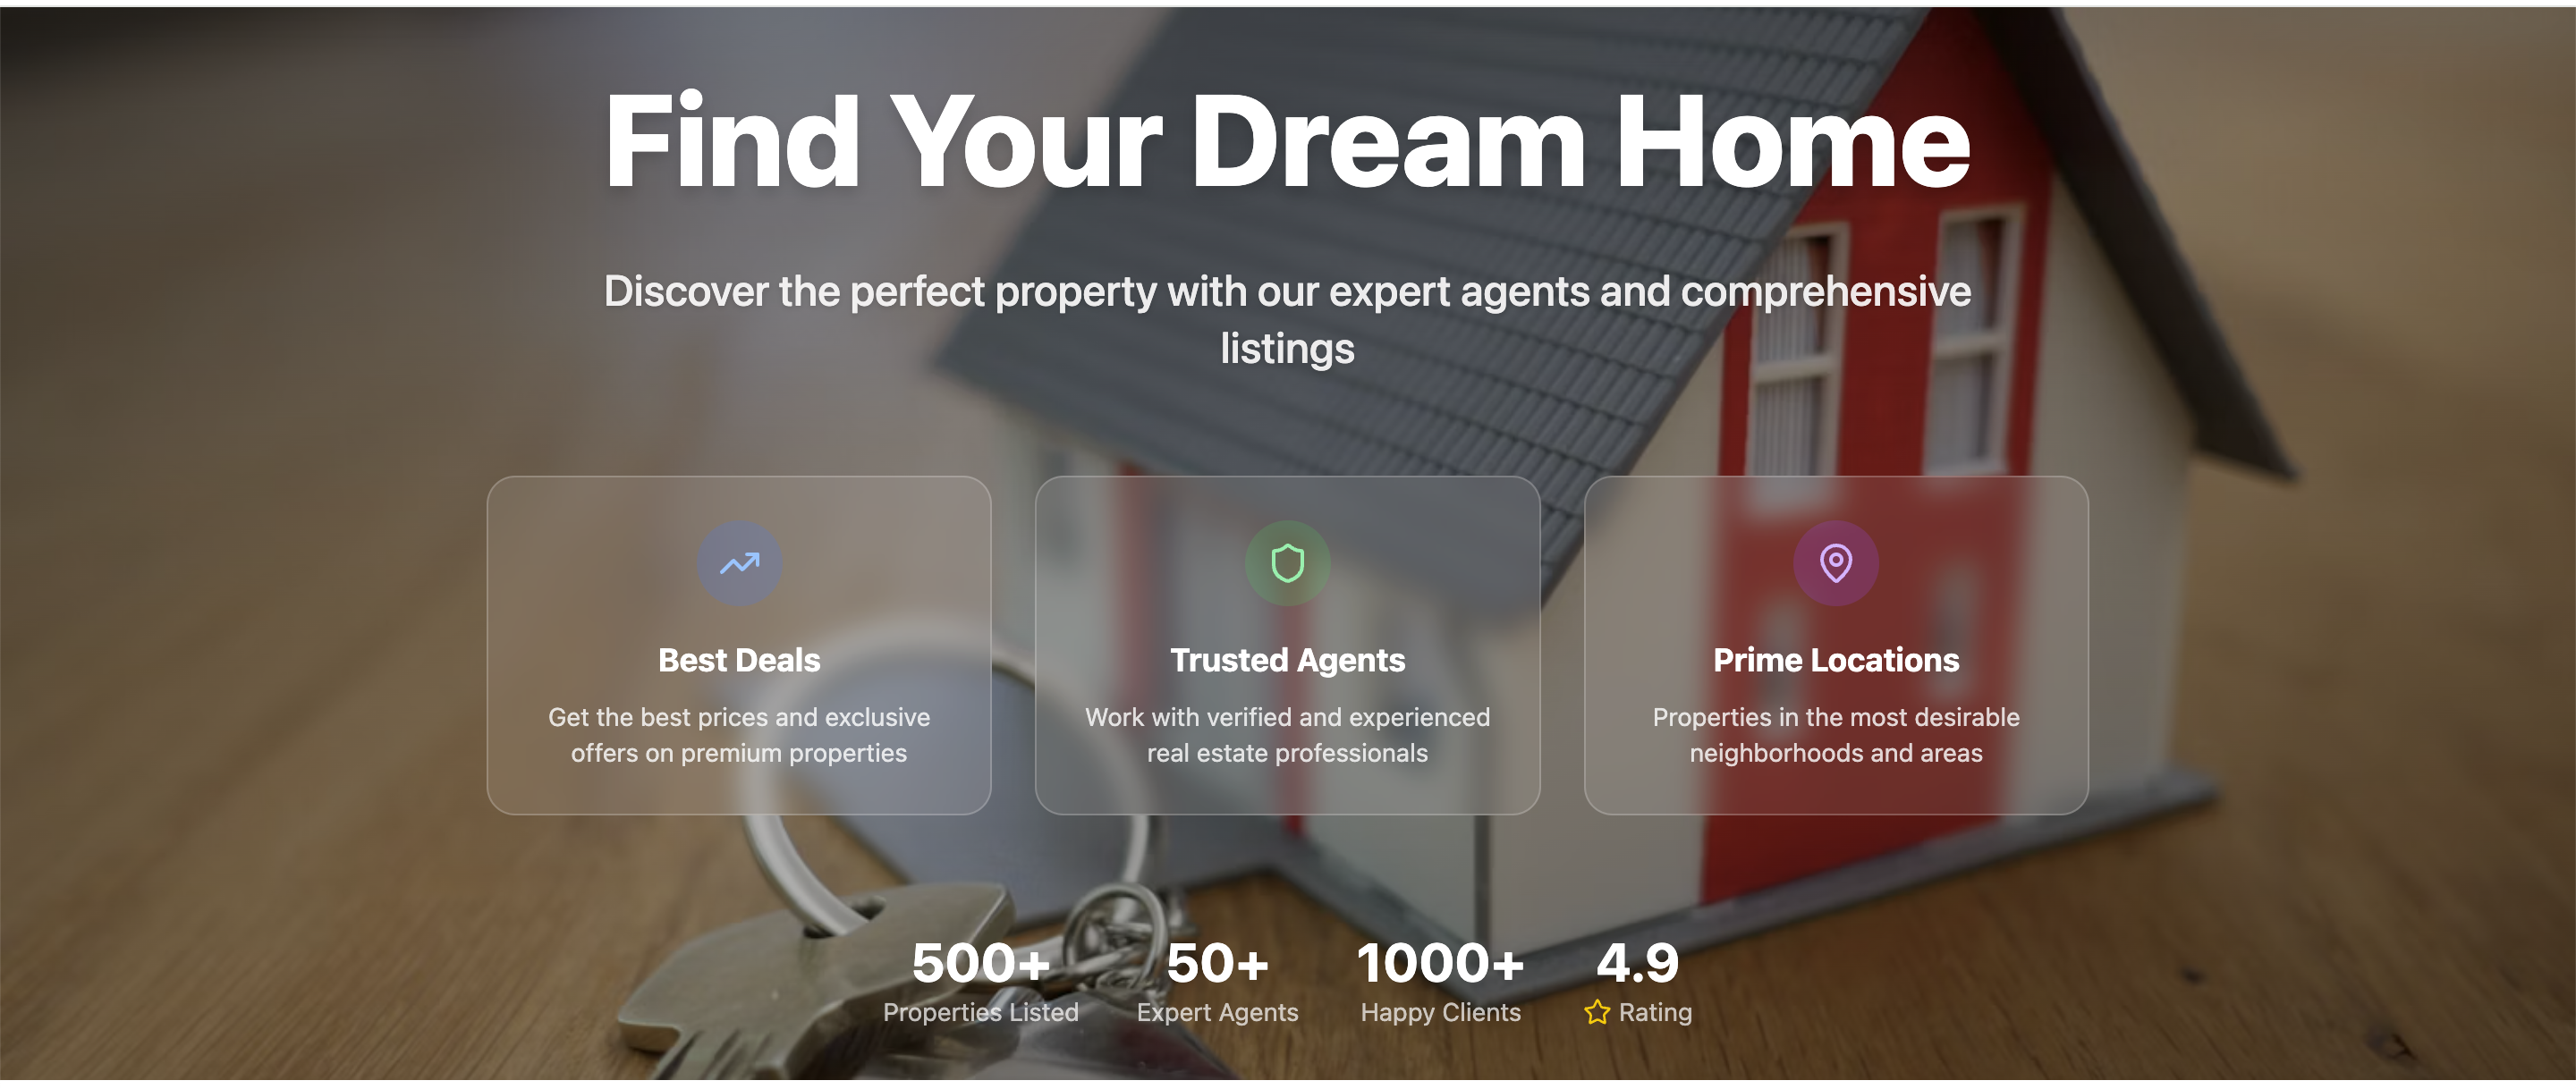 Find Your Dream Home
Discover the perfect property with our expert agents and comprehensive
listings
Best Deals
Get the best prices and exclusive
offers on premium properties
Trusted Agents
Work with verified and experienced
real estate professionals
Prime Locations
Properties in the most desirable
neighborhoods and areas
500+
Properties Listed
50+
Expert Agents
1000+
Happy Clients
4.9
Rating